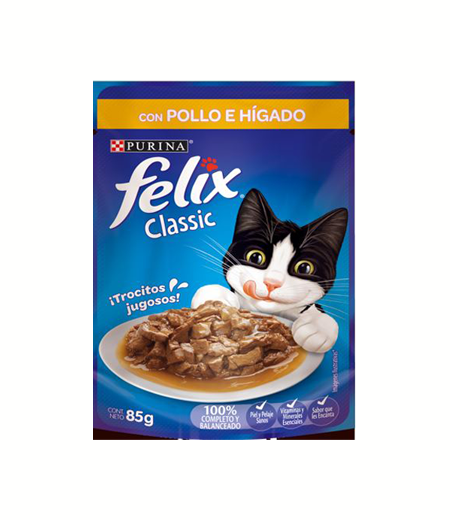 CON POLLO E HÍGADO
PURINA®
felix®
Classic
¡Trocitos
jugosos!
CONT.
NETO 85g
100%
COMPLETO Y
BALANCEADO
Piel y Pelaje
Sanos
Vitaminas y
Minerales
Esenciales
Sabor que
les Encanta